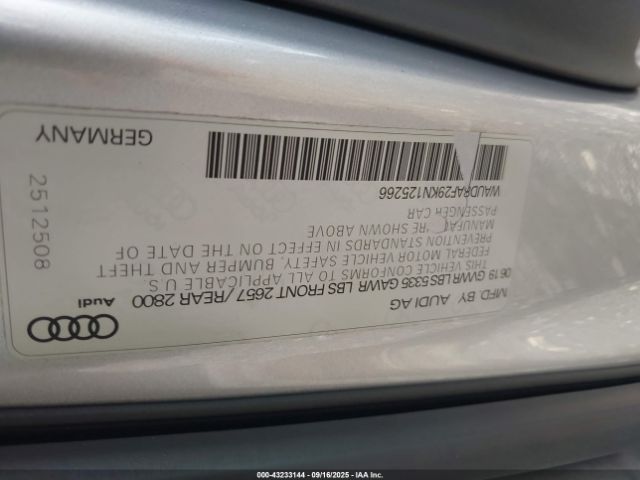 MFD. BY AUDI AG
06 19 GVWR LBS 5335 GAWR LBS FRONT 2657 / REAR 2800
THIS VEHICLE CONFORMS TO ALL APPLICABLE U.S.
FEDERAL MOTOR VEHICLE SAFETY, BUMPER AND THEFT
PREVENTION STANDARDS IN EFFECT ON THE DATE OF
MANUFAC RE SHOWN ABOVE
PASSENGER CAR
WAUDRAF29KN125266
Audi
2512508
GERMANY
000-43233144 - 09/16/2025 - IAA Inc.